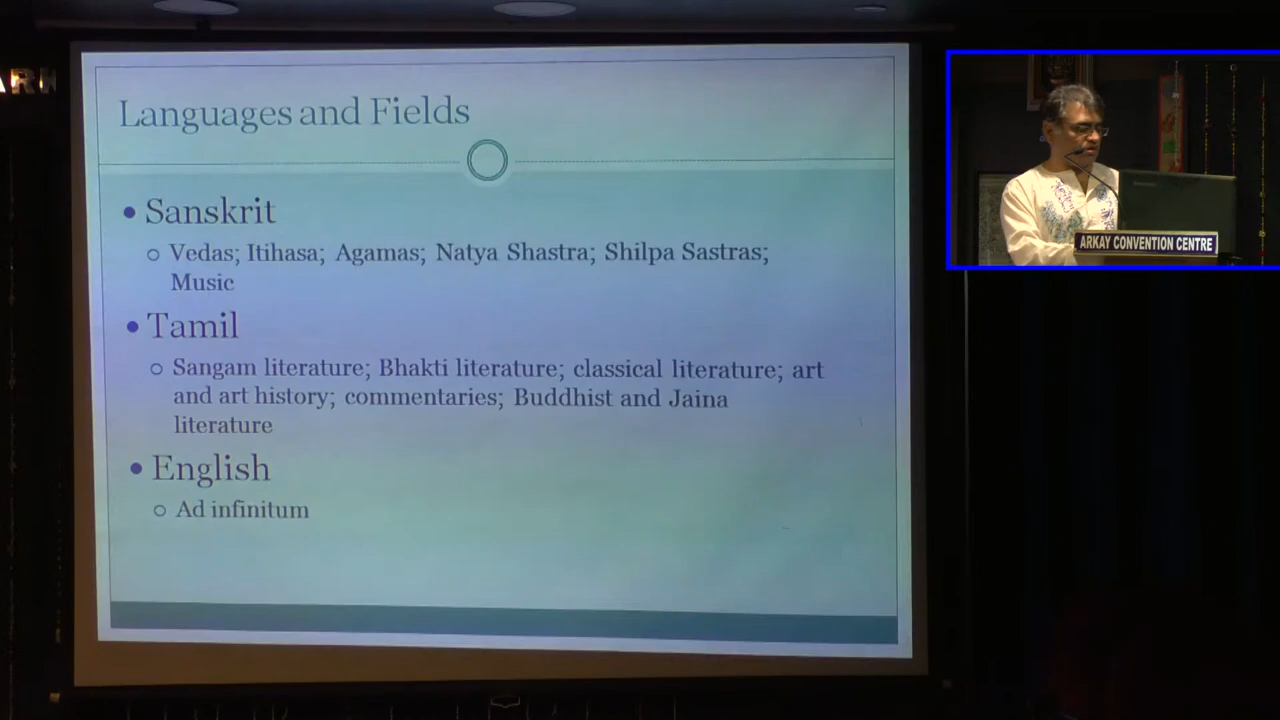 Languages and Fields
Sanskrit
Vedas; Itihasa; Agamas; Natya Shastra; Shilpa Sastras;
Music
Tamil
Sangam literature; Bhakti literature; classical literature; art
and art history; commentaries; Buddhist and Jaina
literature
English
Ad infinitum
ARKAY CONVENTION CENTRE